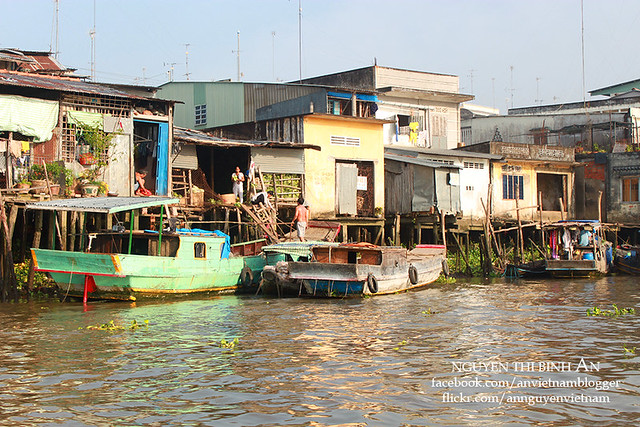 NGUYEN THI BINH AN
facebook.com/anvietnamblogger
flickr.com/annguyenvietnam